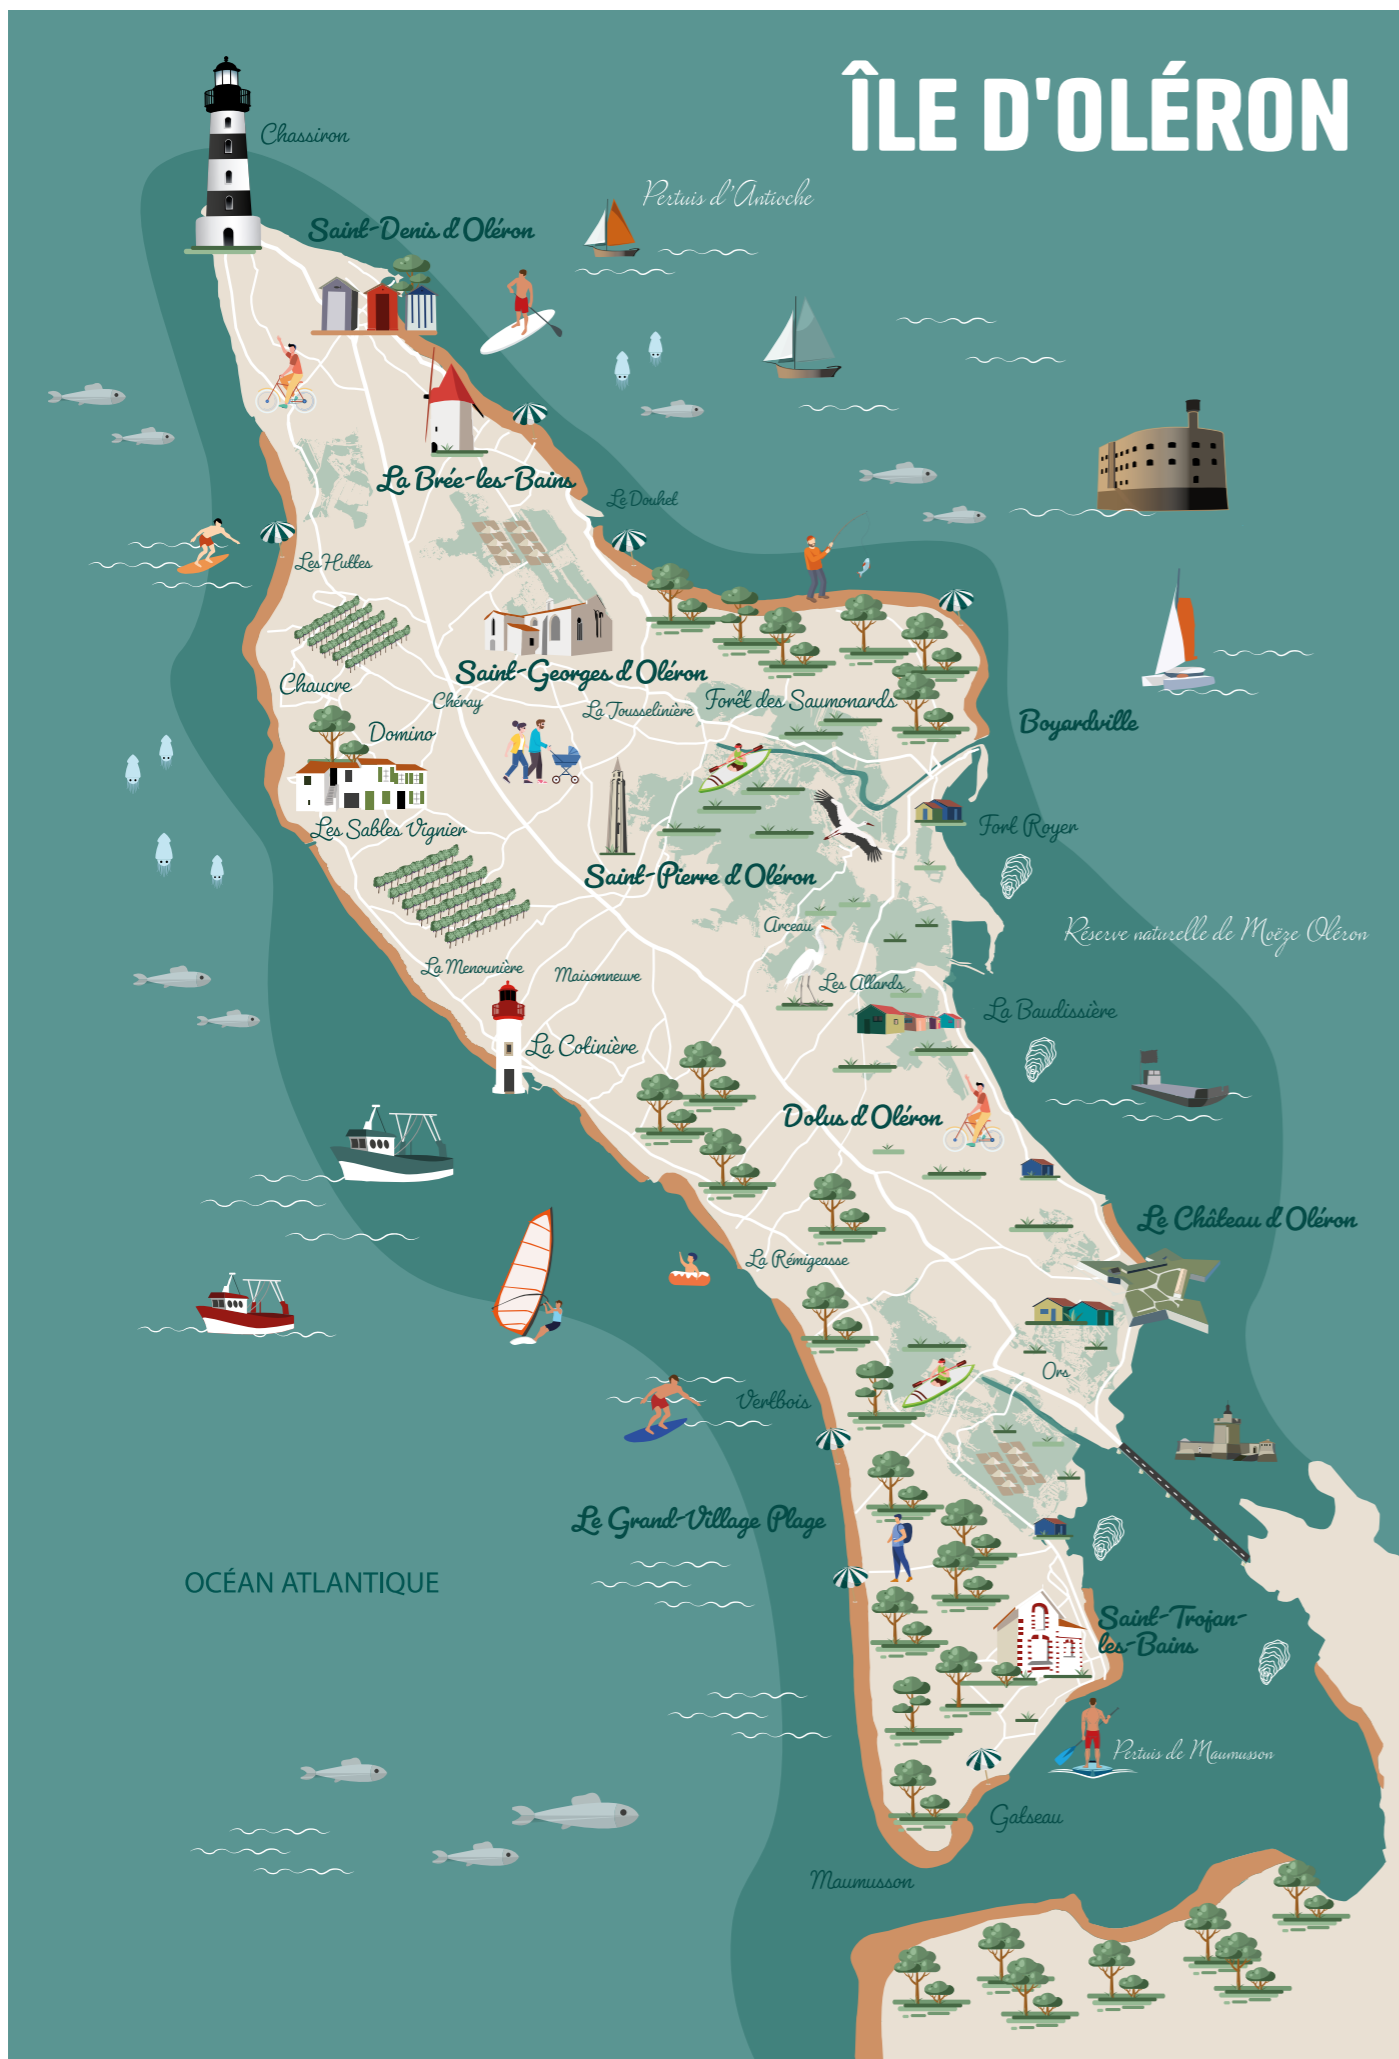 ÎLE D'OLÉRON
Chassiron
Pertuis d'Antioche
Saint-Denis d'Oléron
La Brée-les-Bains
Le Douhet
Les Huttes
Saint-Georges d'Oléron
Chaucre
Chéray
La Tousselinière
Forêt des Saumonards
Domino
Boyardville
Les Sables Vignier
Fort Royer
Saint-Pierre d'Oléron
Arceau
Réserve naturelle de Moëze Oléron
La Menounière
Maisonneuve
Les Allards
La Baudissière
La Cotinière
Dolus d'Oléron
Le Château d'Oléron
La Rémigeasse
Ors
Vertbois
Le Grand-Village Plage
OCÉAN ATLANTIQUE
Saint-Trojan-
les-Bains
Pertuis de Maumusson
Gatseau
Maumusson